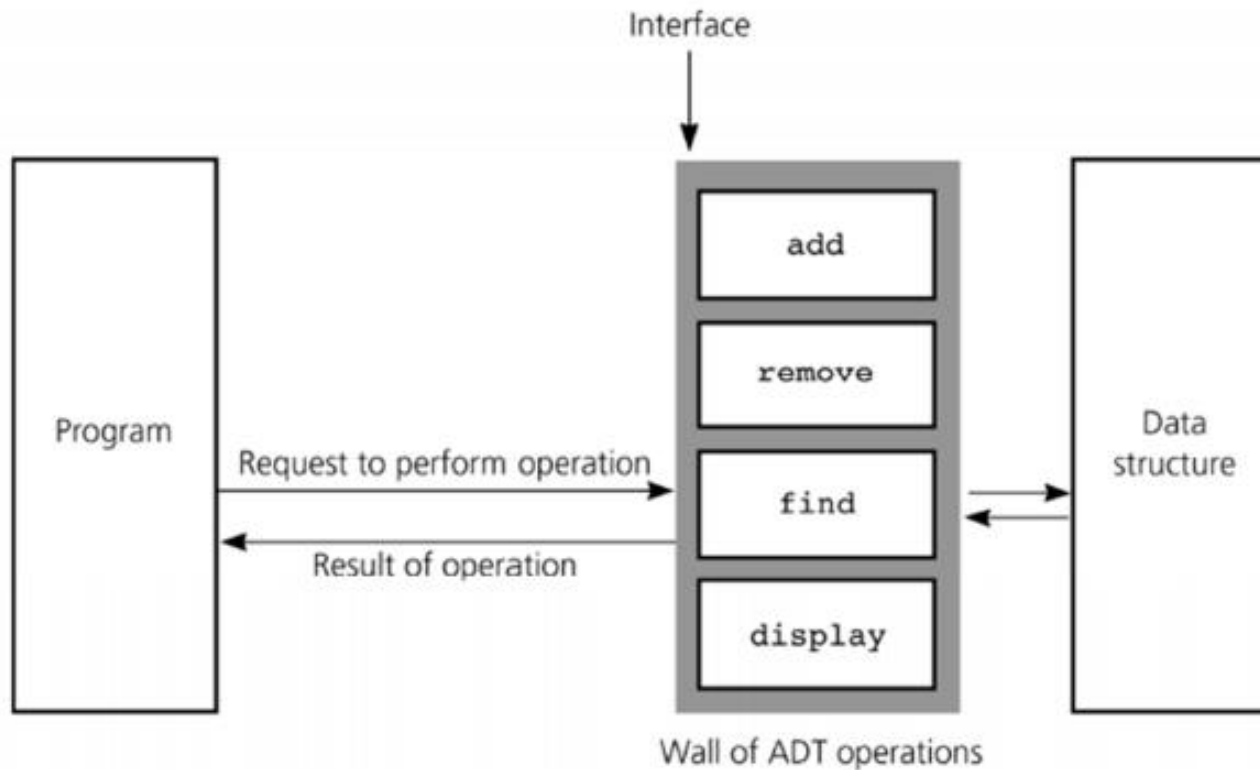 Interface
Program
Request to perform operation
Result of operation
add
remove
find
display
Data
structure
Wall of ADT operations